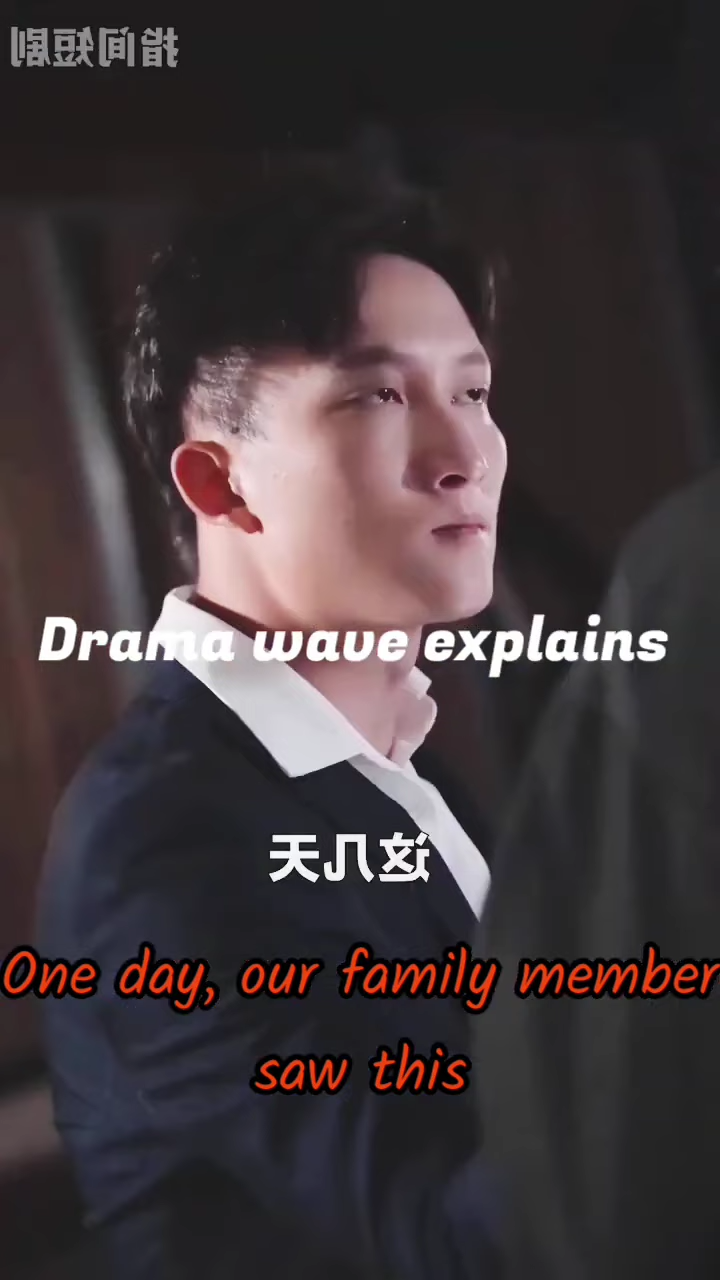 指间短剧
Drama wave explains
这几天
One day, our family member
saw this